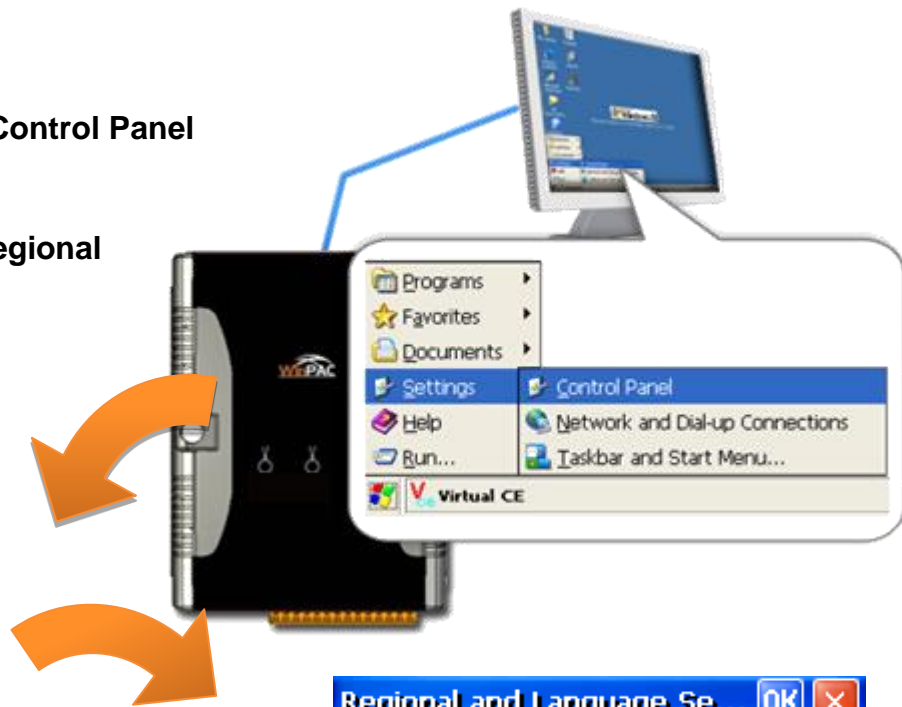 Control Panel
egional
WinPAC
Programs
Favorites
Documents
Settings
Control Panel
Help
Network and Dial-up Connections
Run...
Taskbar and Start Menu...
Virtual CE
Regional and Language Se... OK